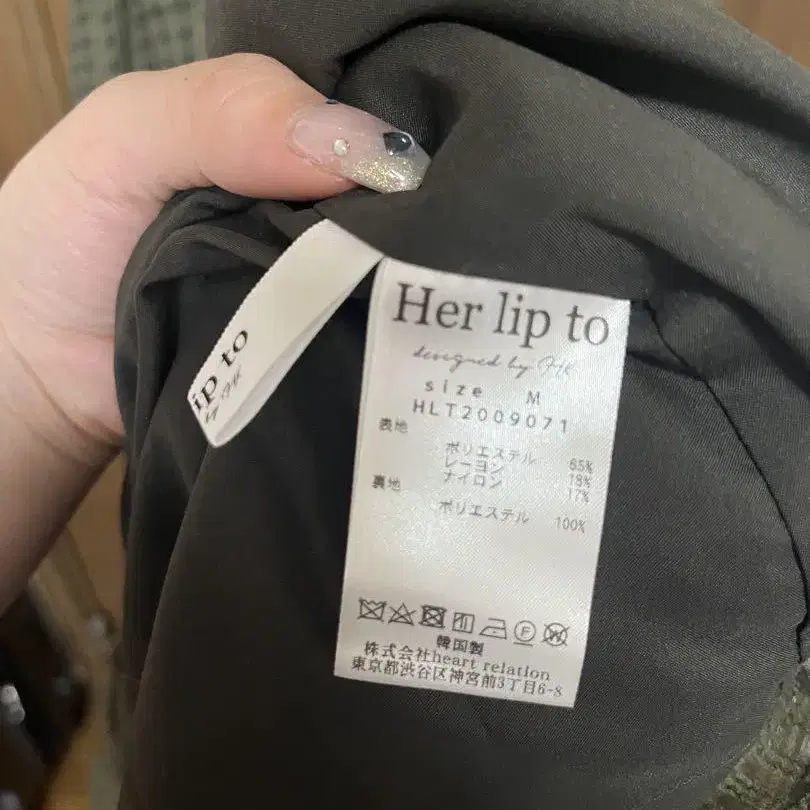 Her lip to
designed by HK
size M
HLT2009071
表地
ポリエステル 65%
レーヨン 18%
ナイロン 17%
裏地
ポリエステル 100%
F
W
韓国製
株式会社heart relation
東京都渋谷区神宮前3丁目6-8
ip to
by HK